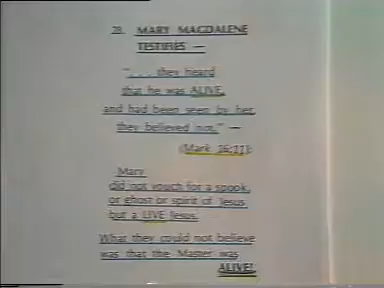 20. MARY MAGDALENE
TESTIFIES —
". . . they heard
that he was ALIVE,
and had been seen by her,
they believed not." —
(Mark 16:11)
Mary
did not vouch for a spook,
or ghost or spirit of Jesus
but a LIVE Jesus.
What they could not believe
was that the Master was
ALIVE!